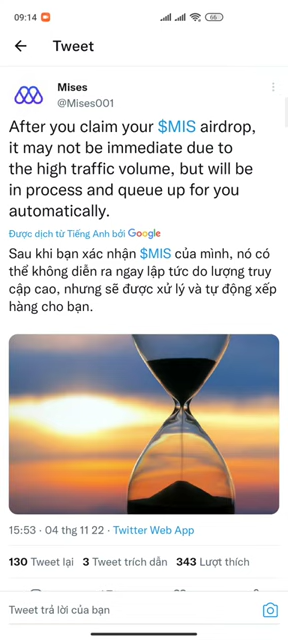 09:14
66
Tweet
Mises
@Mises001
After you claim your $MIS airdrop,
it may not be immediate due to
the high traffic volume, but will be
in process and queue up for you
automatically.
Được dịch từ Tiếng Anh bởi Google
Sau khi bạn xác nhận $MIS của mình, nó có
thể không diễn ra ngay lập tức do lượng truy
cập cao, nhưng sẽ được xử lý và tự động xếp
hàng cho bạn.
15:53 · 04 thg 11 22 · Twitter Web App
130 Tweet lại 3 Tweet trích dẫn 343 Lượt thích
Tweet trả lời của bạn